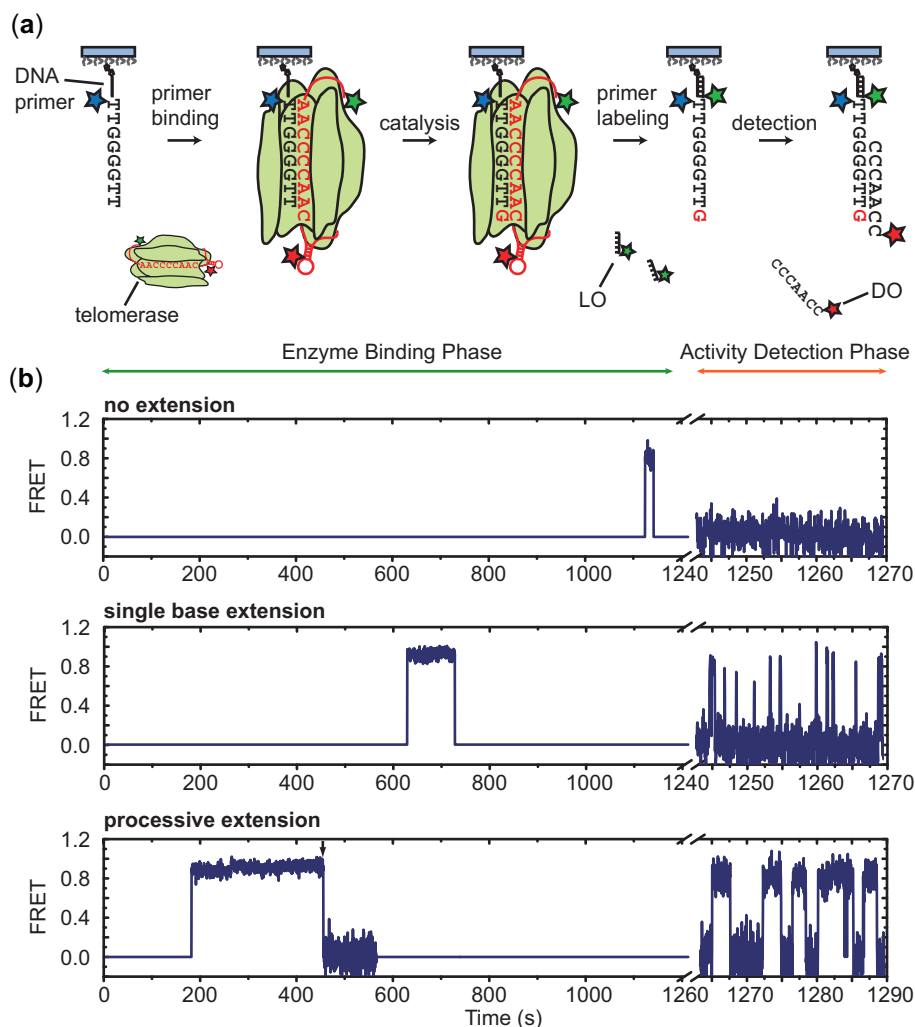 (a)
DNA
primer
primer
binding
catalysis
primer
labeling
detection
TTGGGGTT
TTGGGGTT
AACCCCAAC
TTGGGGTTG
AACCCCAAC
TTGGGGTTG
TTGGGGTTG
CCCAACC
AACCCCAAC
telomerase
LO
CCCAACC
DO
Enzyme Binding Phase
Activity Detection Phase
(b)
no extension
FRET
1.2
0.8
0.4
0.0
0 200 400 600 800 1000 1240 1250 1260 1270
single base extension
FRET
1.2
0.8
0.4
0.0
0 200 400 600 800 1000 1240 1250 1260 1270
processive extension
FRET
1.2
0.8
0.4
0.0
0 200 400 600 800 1000 1260 1270 1280 1290
Time (s)